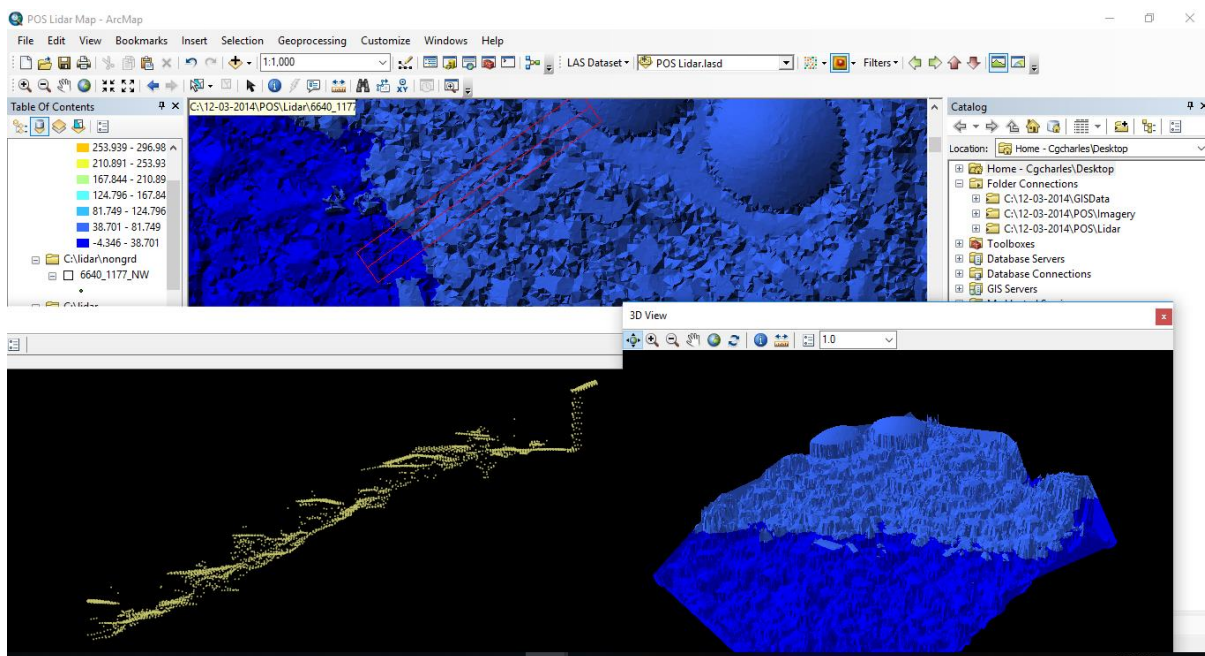 POS Lidar Map - ArcMap
File Edit View Bookmarks Insert Selection Geoprocessing Customize Windows Help
1:1,000 LAS Dataset POS Lidar.lasd Filters
Table Of Contents
253.939 - 296.98
210.891 - 253.93
167.844 - 210.89
124.796 - 167.84
81.749 - 124.796
38.701 - 81.749
-4.346 - 38.701
C:\lidar\nongrd
6640_1177_NW
C:\lidar
C:\12-03-2014\POS\Lidar\6640_1177
Catalog
Location: Home - Cgcharles\Desktop
Home - Cgcharles\Desktop
Folder Connections
C:\12-03-2014\GISData
C:\12-03-2014\POS\Imagery
C:\12-03-2014\POS\Lidar
Toolboxes
Database Servers
Database Connections
GIS Servers
3D View
1.0